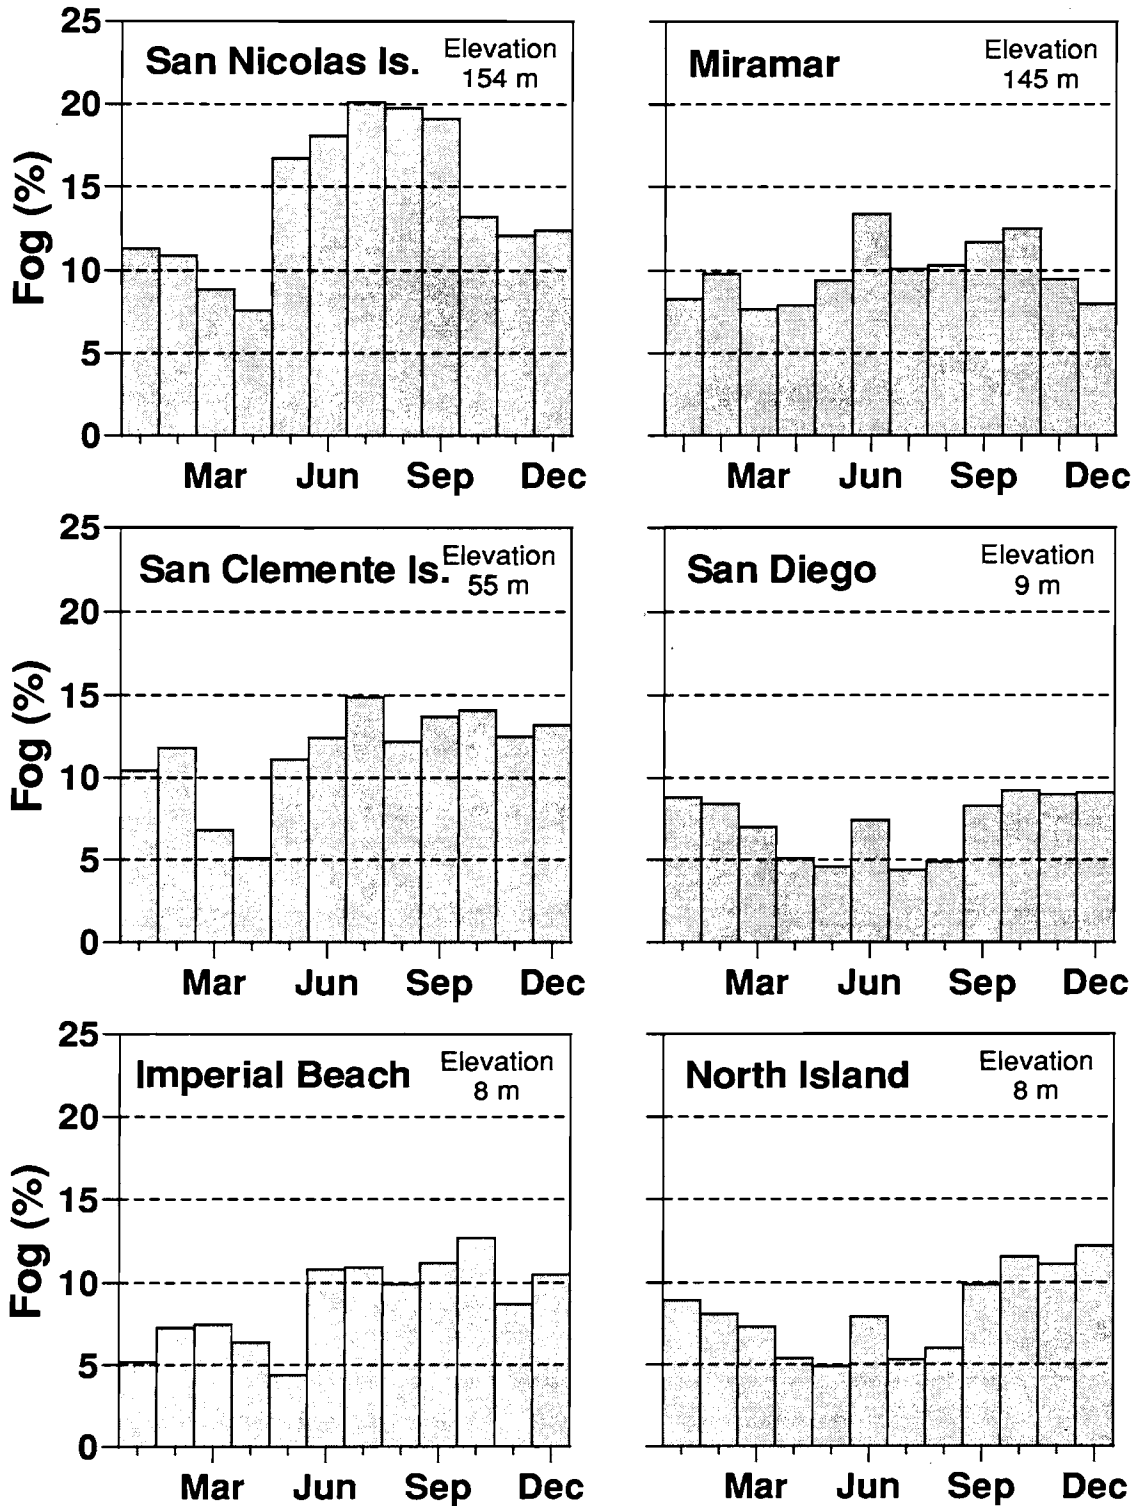 25
20
15
10
5
0
Fog (%)
San Nicolas Is.
Elevation
154 m
Mar Jun Sep Dec
Miramar
Elevation
145 m
Mar Jun Sep Dec
25
20
15
10
5
0
Fog (%)
San Clemente Is.
Elevation
55 m
Mar Jun Sep Dec
San Diego
Elevation
9 m
Mar Jun Sep Dec
25
20
15
10
5
0
Fog (%)
Imperial Beach
Elevation
8 m
Mar Jun Sep Dec
North Island
Elevation
8 m
Mar Jun Sep Dec